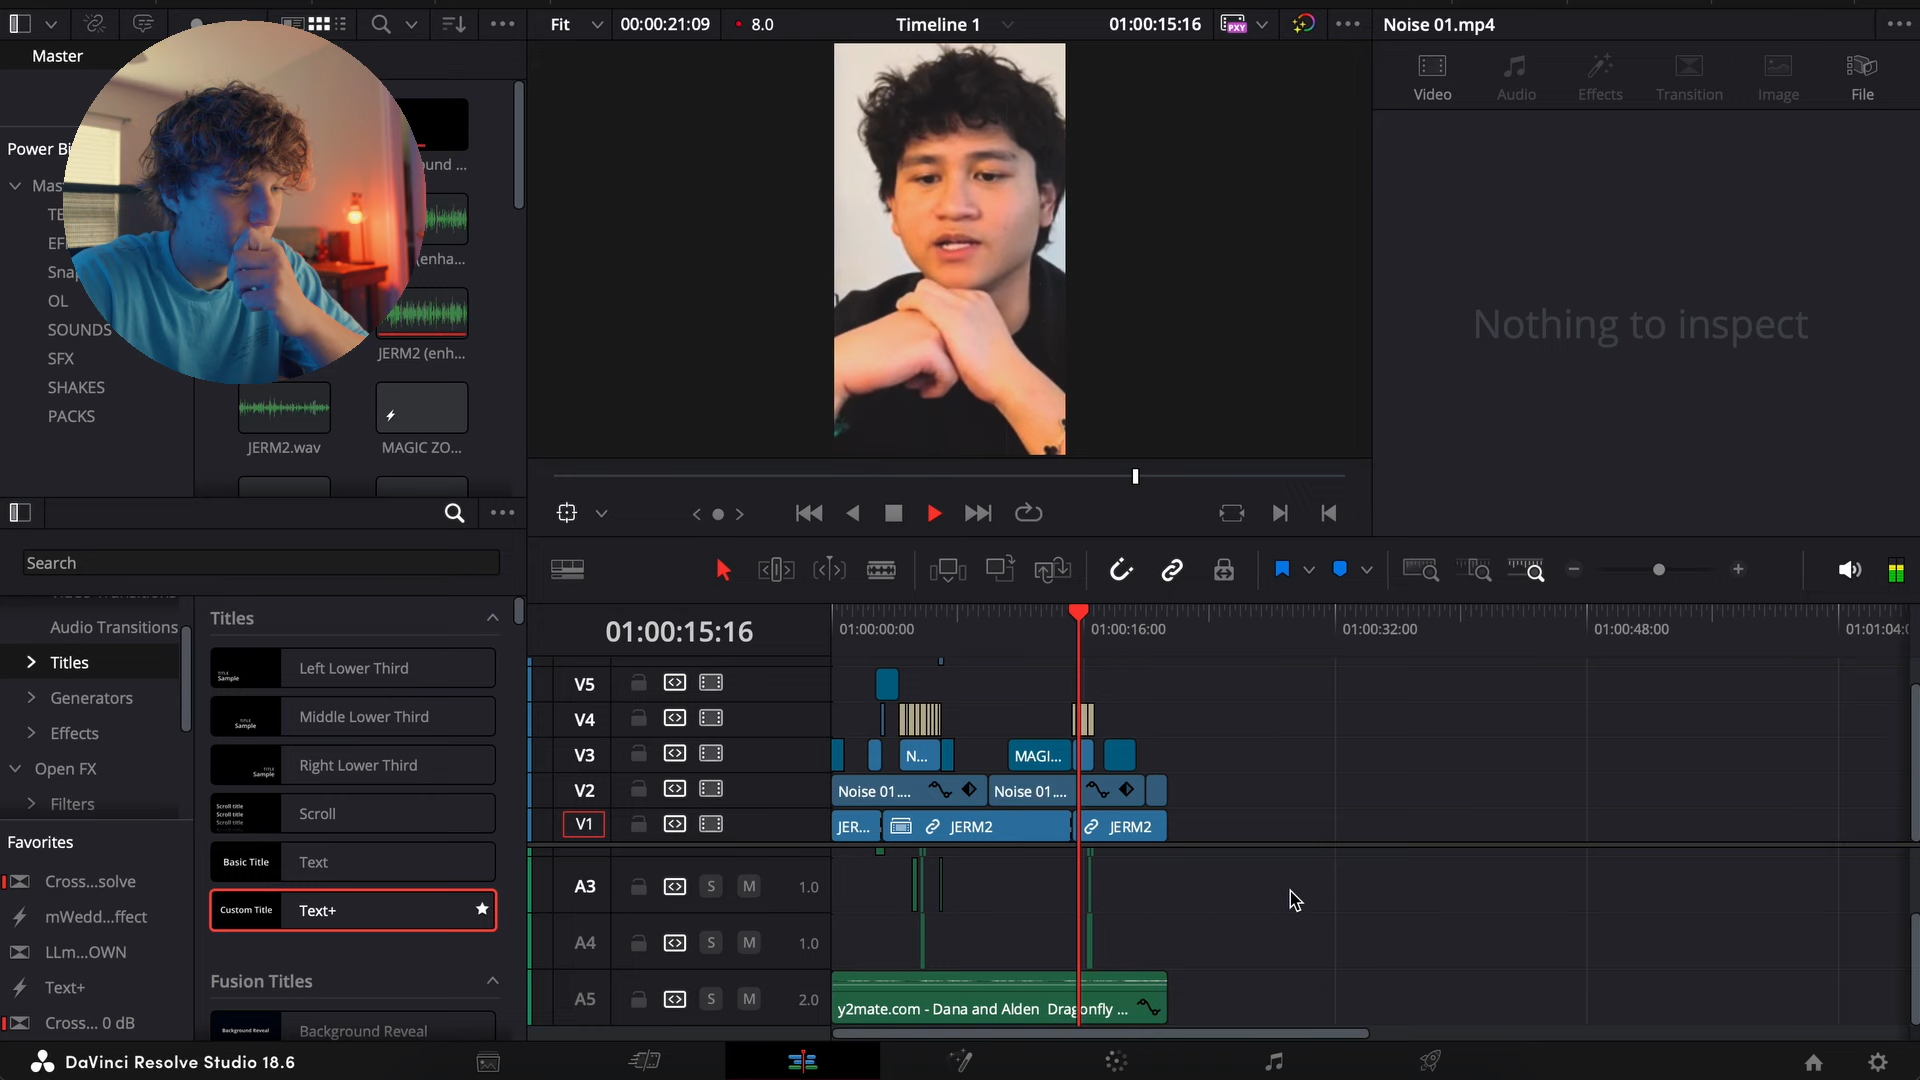 Fit
00:00:21:09
8.0
Timeline 1
01:00:15:16
PXY
Noise 01.mp4
Master
Video
Audio
Effects
Transition
Image
File
Power Bi
Mas
TE
EF
Snap
OL
SOUNDS
SFX
SHAKES
PACKS
und ...
(enha...
JERM2 (enh...
JERM2.wav
MAGIC ZO...
Nothing to inspect
Search
Audio Transitions
Titles
Generators
Effects
Open FX
Filters
Favorites
Cross...solve
mWedd...ffect
LLm...OWN
Text+
Cross... 0 dB
Titles
Left Lower Third
Middle Lower Third
Right Lower Third
Scroll
Basic Title
Text
Custom Title
Text+
Fusion Titles
Background Reveal
Background Reveal
01:00:15:16
01:00:00:00
01:00:16:00
01:00:32:00
01:00:48:00
01:01:04:0
V5
V4
V3
N...
MAGI...
V2
Noise 01....
Noise 01....
V1
JER...
JERM2
JERM2
A3
S
M
1.0
A4
S
M
1.0
A5
S
M
2.0
y2mate.com - Dana and Alden Dragonfly ...
DaVinci Resolve Studio 18.6